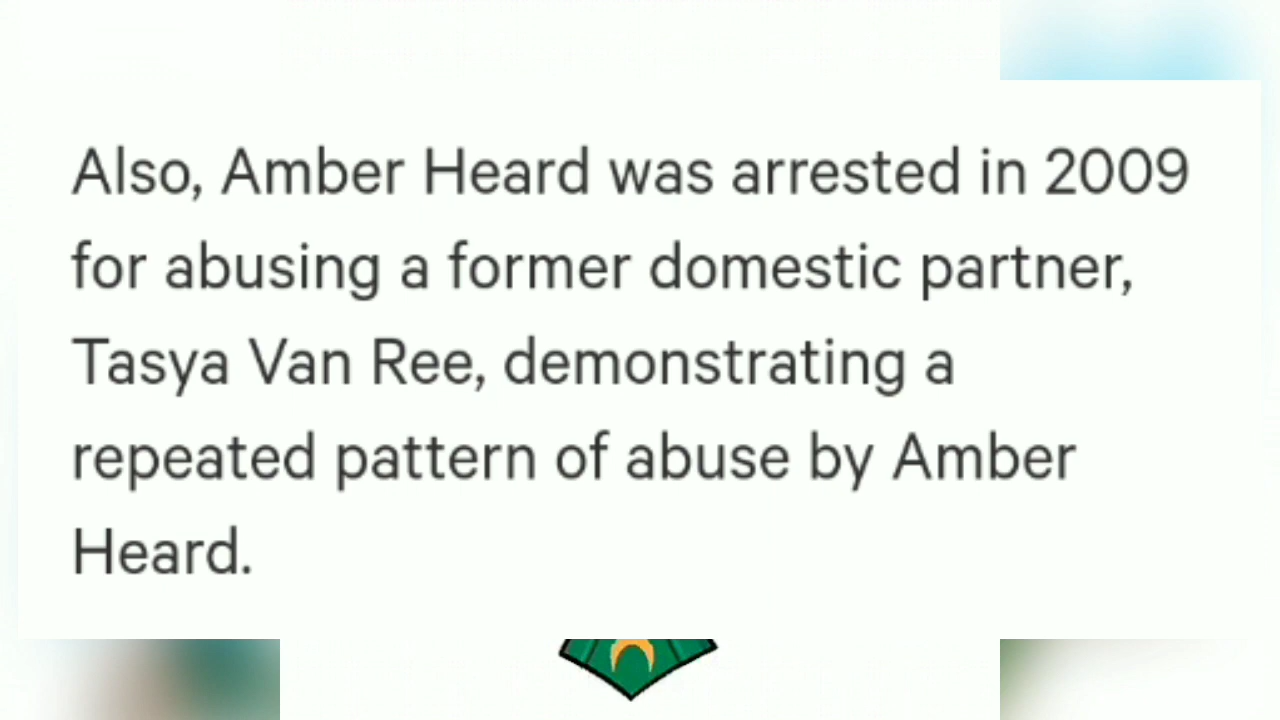 Also, Amber Heard was arrested in 2009
for abusing a former domestic partner,
Tasya Van Ree, demonstrating a
repeated pattern of abuse by Amber
Heard.